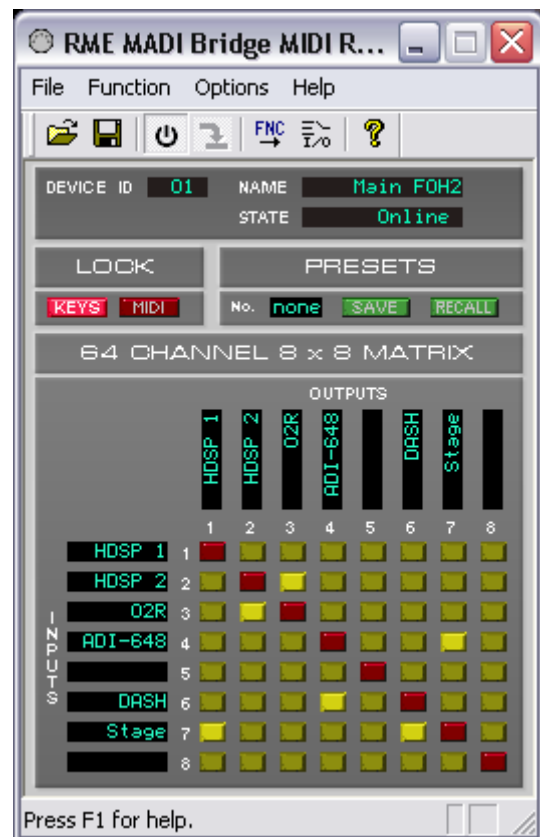 RME MADI Bridge MIDI R...
File Function Options Help
FNC
I/O
DEVICE ID 01 NAME Main FOH2
STATE Online
LOCK PRESETS
KEYS MIDI No. none SAVE RECALL
64 CHANNEL 8 x 8 MATRIX
OUTPUTS
HDSP 1 HDSP 2 02R ADI-648 DASH Stage
1 2 3 4 5 6 7 8
INPUTS
HDSP 1 1
HDSP 2 2
02R 3
ADI-648 4
5
DASH 6
Stage 7
8
Press F1 for help.